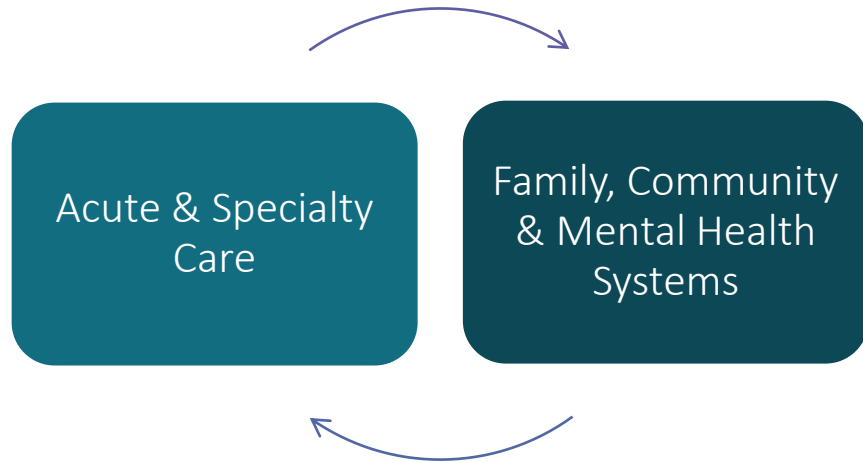 Acute & Specialty
Care
Family, Community
& Mental Health
Systems